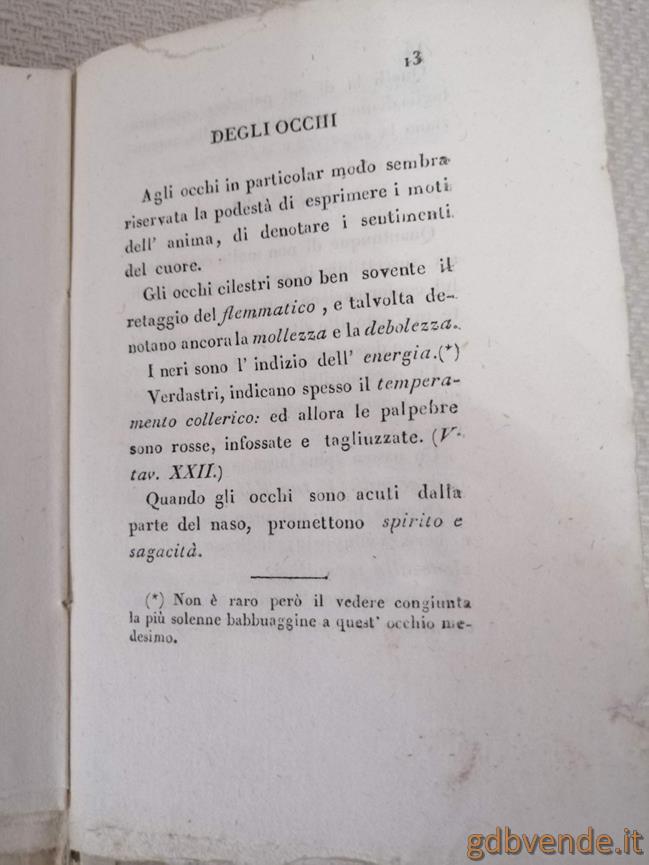 13
DEGLI OCCHI
Agli occhi in particolar modo sembra
riservata la podestà di esprimere i moti
dell' anima, di denotare i sentimenti
del cuore.
Gli occhi cilestri sono ben sovente il
retaggio del flemmatico , e talvolta de-
notano ancora la mollezza e la debolezza.
I neri sono l' indizio dell' energia.(*)
Verdastri, indicano spesso il tempera-
mento collerico: ed allora le palpebre
sono rosse, infossate e tagliuzzate. (V.
tav. XXII.)
Quando gli occhi sono acuti dalla
parte del naso, promettono spirito e
sagacità.
(*) Non è raro però il vedere congiunta
la più solenne babbuaggine a quest' occhio me-
desimo.
gdbvende.it